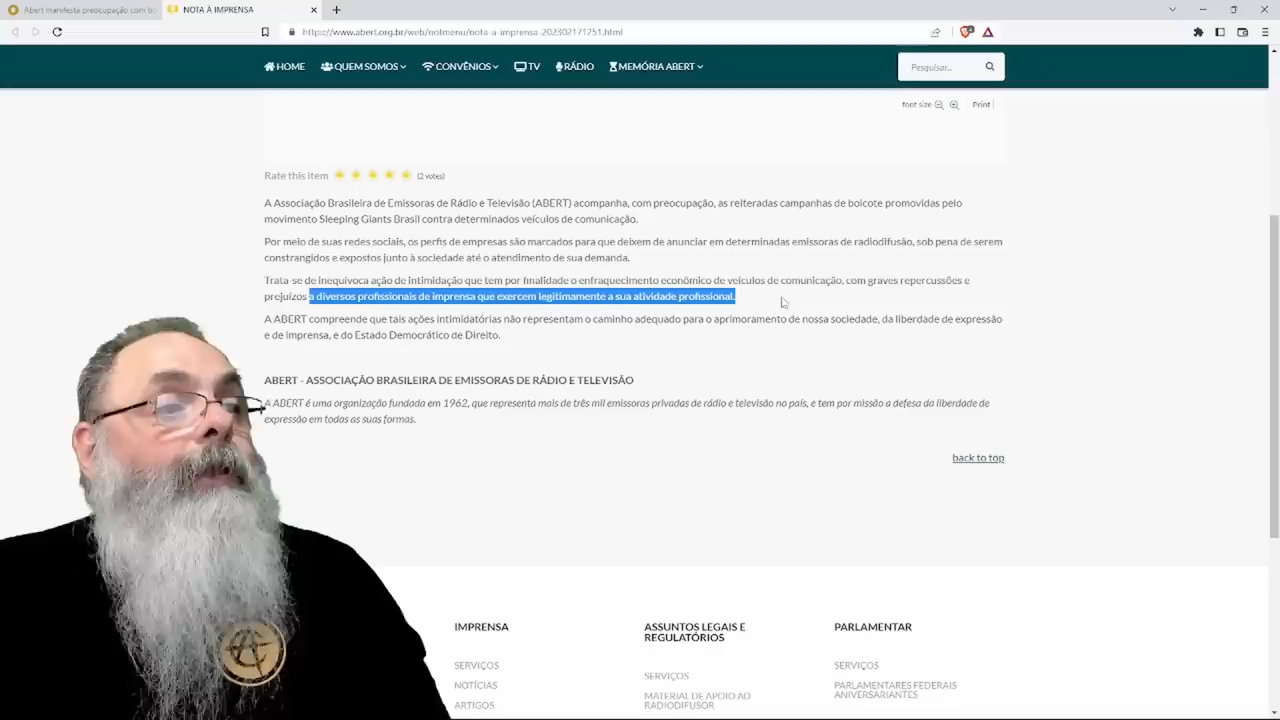 Abert manifesta preocupação com bo
NOTA À IMPRENSA
https://www.abert.org.br/web/notmenu/nota-a-imprensa-202302171251.html
HOME QUEM SOMOS CONVÊNIOS TV RÁDIO MEMÓRIA ABERT Pesquisar...
font size Print
Rate this item (2 votes)
A Associação Brasileira de Emissoras de Rádio e Televisão (ABERT) acompanha, com preocupação, as reiteradas campanhas de boicote promovidas pelo
movimento Sleeping Giants Brasil contra determinados veículos de comunicação.
Por meio de suas redes sociais, os perfis de empresas são marcados para que deixem de anunciar em determinadas emissoras de radiodifusão, sob pena de serem
constrangidos e expostos junto à sociedade até o atendimento de sua demanda.
Trata-se de inequívoca ação de intimidação que tem por finalidade o enfraquecimento econômico de veículos de comunicação, com graves repercussões e
prejuízos a diversos profissionais de imprensa que exercem legitimamente a sua atividade profissional.
A ABERT compreende que tais ações intimidatórias não representam o caminho adequado para o aprimoramento de nossa sociedade, da liberdade de expressão
e de imprensa, e do Estado Democrático de Direito.
ABERT - ASSOCIAÇÃO BRASILEIRA DE EMISSORAS DE RÁDIO E TELEVISÃO
A ABERT é uma organização fundada em 1962, que representa mais de três mil emissoras privadas de rádio e televisão no país, e tem por missão a defesa da liberdade de
expressão em todas as suas formas.
back to top
IMPRENSA
SERVIÇOS
NOTÍCIAS
ARTIGOS
ASSUNTOS LEGAIS E
REGULATÓRIOS
SERVIÇOS
MATERIAL DE APOIO AO
RADIODIFUSOR
PARLAMENTAR
SERVIÇOS
PARLAMENTARES FEDERAIS
ANIVERSARIANTES